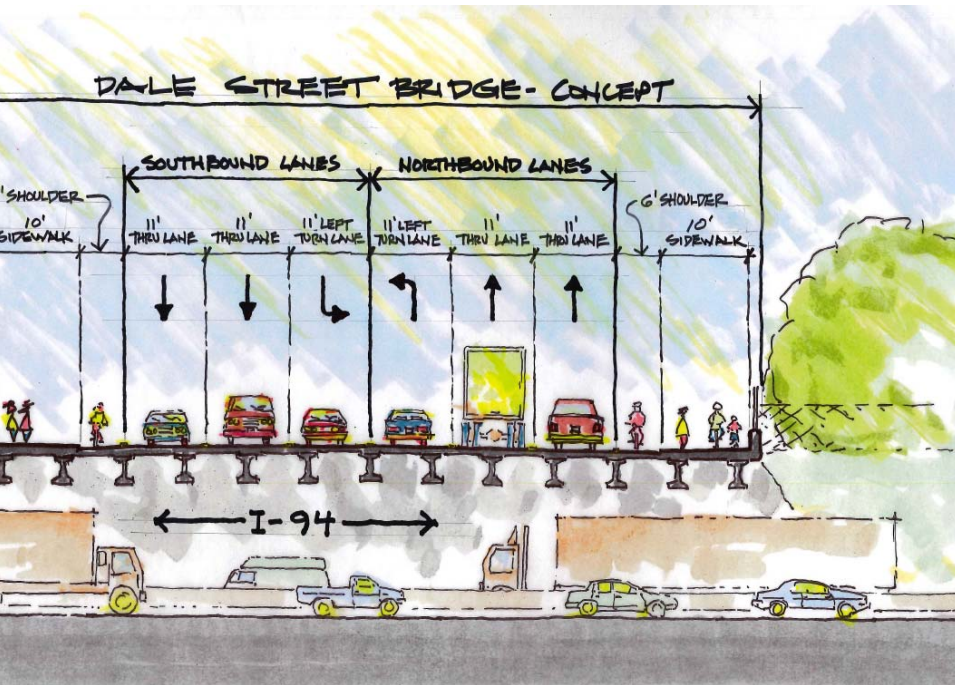 DALE STREET BRIDGE - CONCEPT
SOUTHBOUND LANES
NORTHBOUND LANES
' SHOULDER
10'
SIDEWALK
11'
THRU LANE
11'
THRU LANE
11' LEFT
TURN LANE
11' LEFT
TURN LANE
11'
THRU LANE
11'
THRU LANE
6' SHOULDER
10'
SIDEWALK
I-94